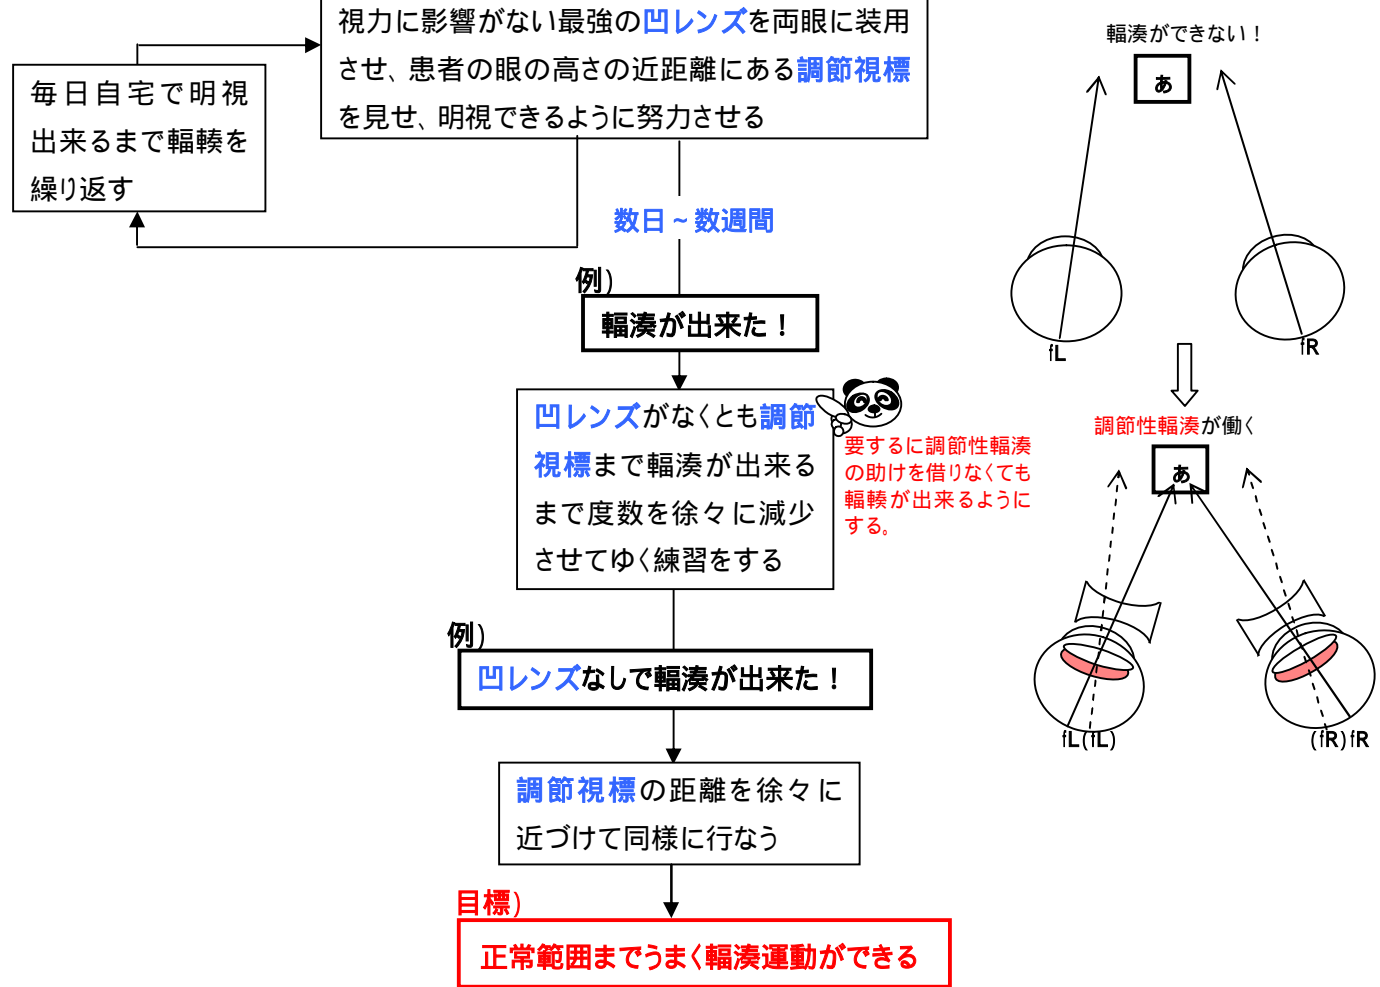 視力に影響がない最強の凹レンズを両眼に装用
させ、患者の眼の高さの近距離にある調節視標
を見せ、明視できるように努力させる
毎日自宅で明視
出来るまで輻輳を
繰り返す
数日～数週間
例)
輻湊が出来た！
凹レンズがなくとも調節
視標まで輻湊が出来る
まで度数を徐々に減少
させてゆく練習をする
要するに調節性輻湊
の助けを借りなくても
輻輳が出来るように
する。
例)
凹レンズなしで輻湊が出来た！
調節視標の距離を徐々に
近づけて同様に行なう
目標)
正常範囲までうまく輻湊運動ができる
輻湊ができない！
あ
fL
fR
調節性輻湊が働く
あ
fL(fL)
(fR)fR